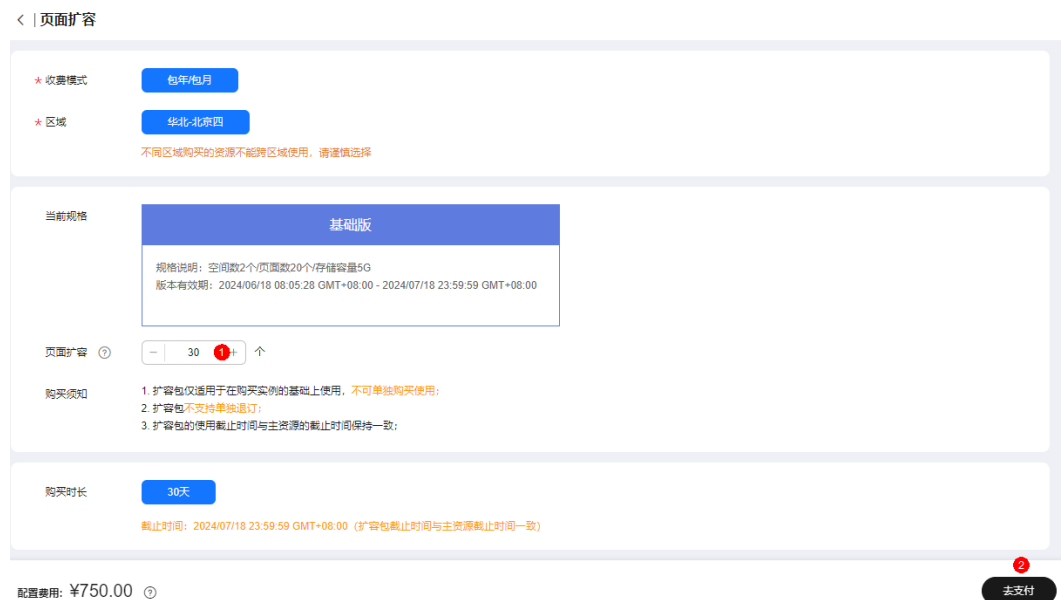 < | 页面扩容
* 收费模式 包年/包月
* 区域 华北-北京四
不同区域购买的资源不能跨区域使用，请谨慎选择
当前规格
基础版
规格说明：空间数2个/页面数20个/存储容量5G
版本有效期：2024/06/18 08:05:28 GMT+08:00 - 2024/07/18 23:59:59 GMT+08:00
页面扩容 ? － 30 1 + 个
购买须知
1. 扩容包仅适用于在购买实例的基础上使用，不可单独购买使用；
2. 扩容包不支持单独退订；
3. 扩容包的使用截止时间与主资源的截止时间保持一致；
购买时长 30天
截止时间：2024/07/18 23:59:59 GMT+08:00（扩容包截止时间与主资源截止时间一致）
2
配置费用: ¥750.00 ? 去支付